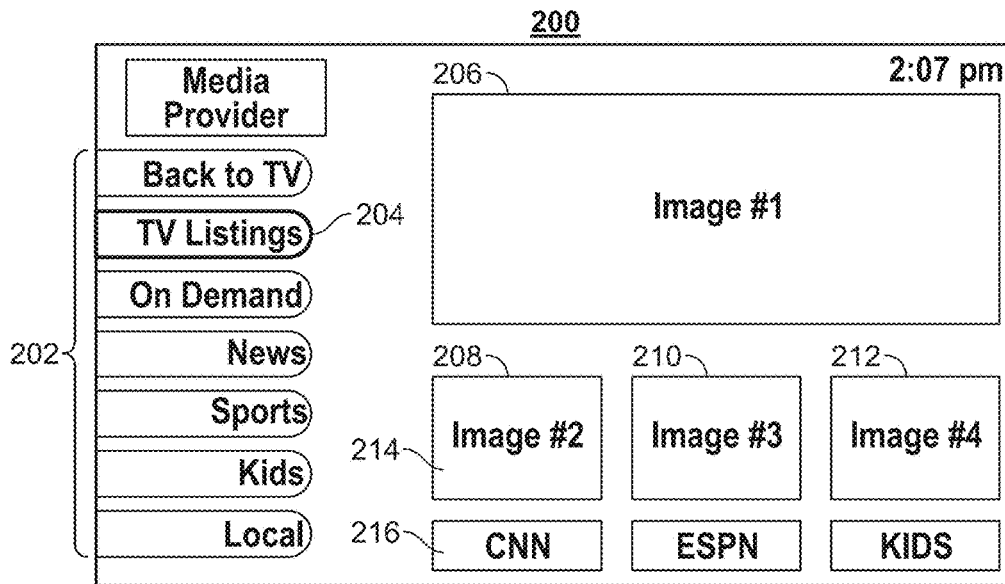 200
2:07 pm
Media
Provider
Back to TV
TV Listings
On Demand
News
Sports
Kids
Local
202
204
206
Image #1
208
210
212
Image #2
Image #3
Image #4
214
216
CNN
ESPN
KIDS